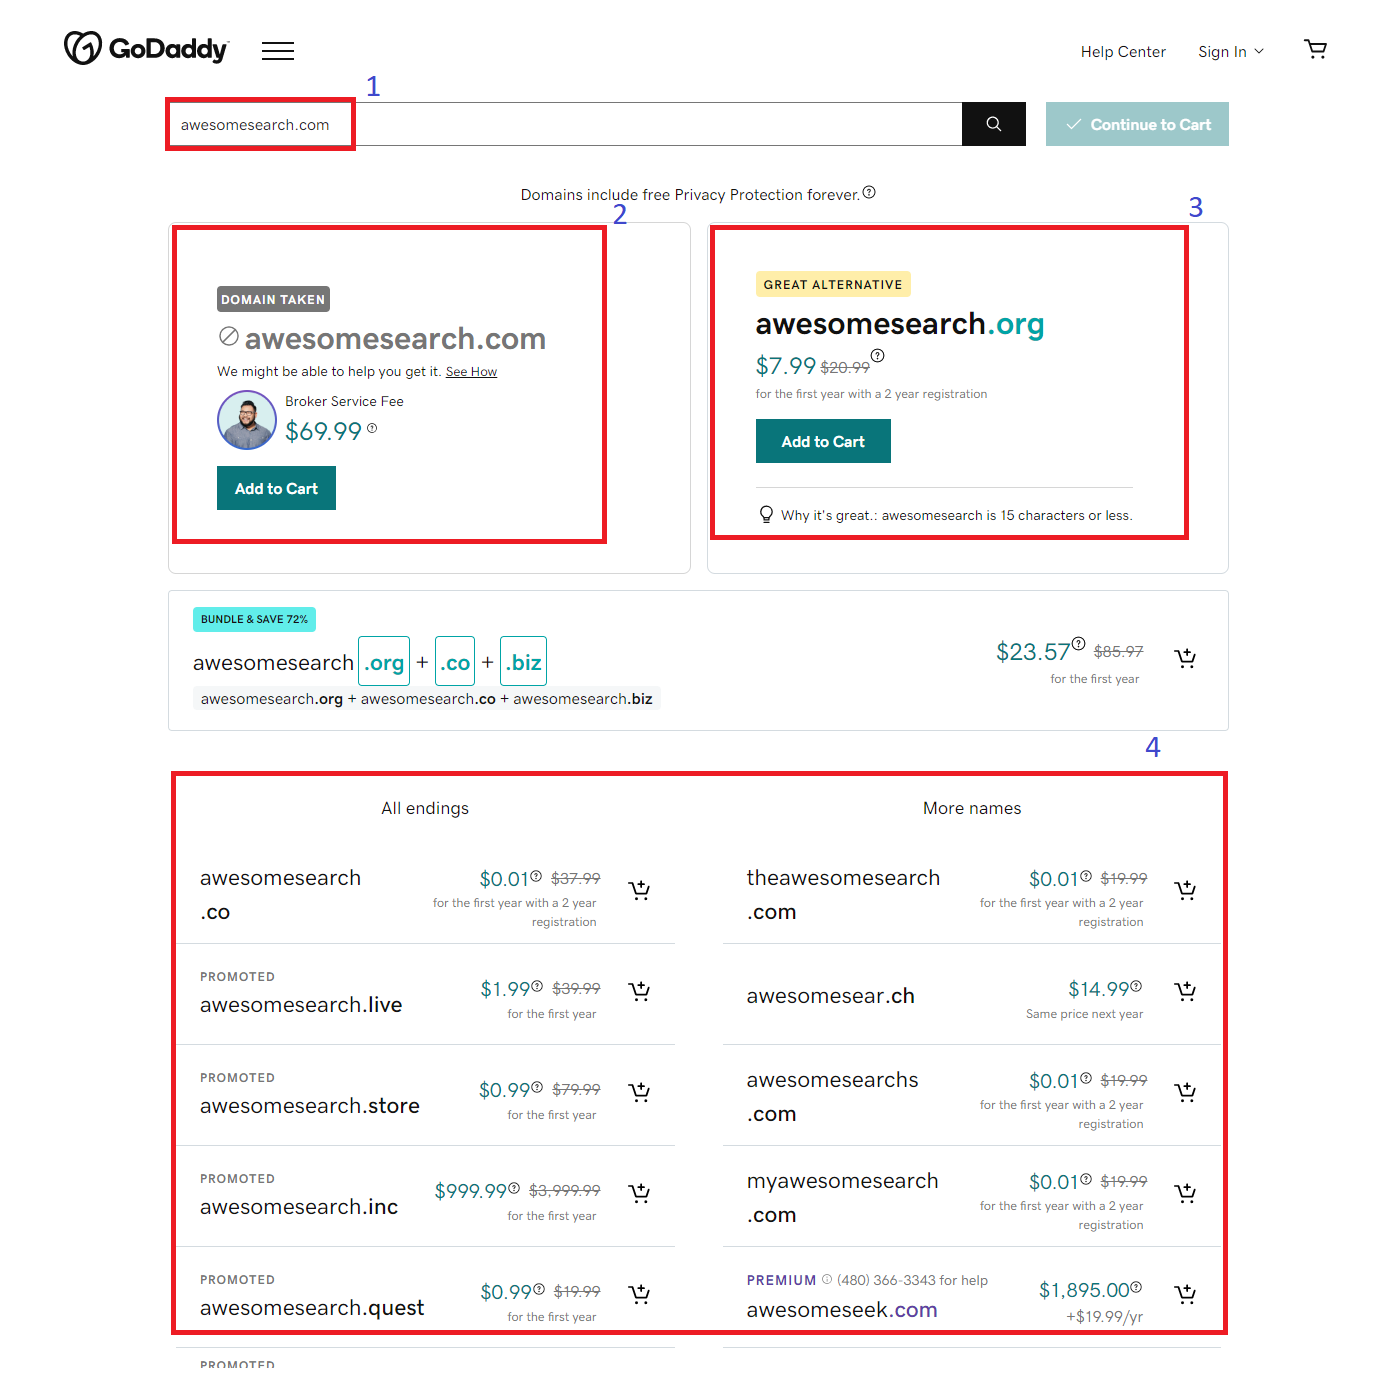 GoDaddy
Help Center
Sign In
1
awesomesearch.com
Continue to Cart
Domains include free Privacy Protection forever.
2
3
DOMAIN TAKEN
awesomesearch.com
We might be able to help you get it. See How
Broker Service Fee
$69.99
Add to Cart
GREAT ALTERNATIVE
awesomesearch.org
$7.99 $20.99
for the first year with a 2 year registration
Add to Cart
Why it's great.: awesomesearch is 15 characters or less.
BUNDLE & SAVE 72%
awesomesearch .org + .co + .biz
awesomesearch.org + awesomesearch.co + awesomesearch.biz
$23.57 $85.97
for the first year
4
All endings
awesomesearch
.co
$0.01 $37.99
for the first year with a 2 year
registration
PROMOTED
awesomesearch.live
$1.99 $39.99
for the first year
PROMOTED
awesomesearch.store
$0.99 $79.99
for the first year
PROMOTED
awesomesearch.inc
$999.99 $3,999.99
for the first year
PROMOTED
awesomesearch.quest
$0.99 $19.99
for the first year
PROMOTED
More names
theawesomesearch
.com
$0.01 $19.99
for the first year with a 2 year
registration
awesomesear.ch
$14.99
Same price next year
awesomesearchs
.com
$0.01 $19.99
for the first year with a 2 year
registration
myawesomesearch
.com
$0.01 $19.99
for the first year with a 2 year
registration
PREMIUM (480) 366-3343 for help
awesomeseek.com
$1,895.00
+$19.99/yr